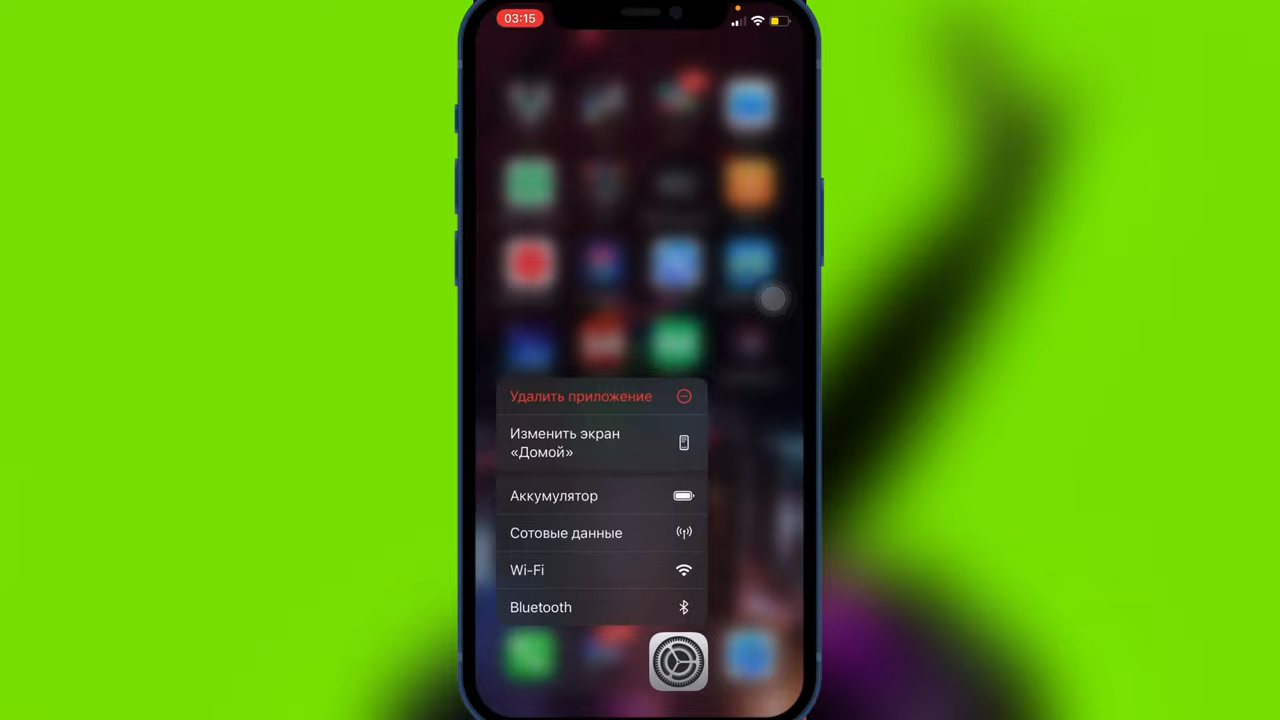 03:15
Удалить приложение
Изменить экран
«Домой»
Аккумулятор
Сотовые данные
Wi-Fi
Bluetooth